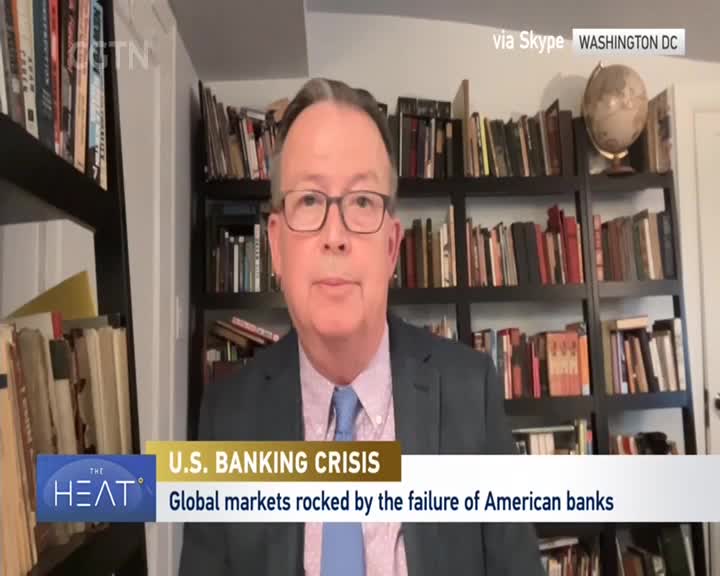 CGTN
via Skype
WASHINGTON DC
U.S. BANKING CRISIS
THE
HEAT
Global markets rocked by the failure of American banks